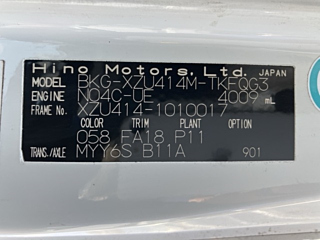 Hino Motors, Ltd. JAPAN
MODEL BKG-XZU414M-TKFQG3
ENGINE N04C-UE 4009 mL
FRAME No. XZU414-1010017
COLOR TRIM PLANT
058 FA18 P11
TRANS./AXLE MYY6S B11A 901